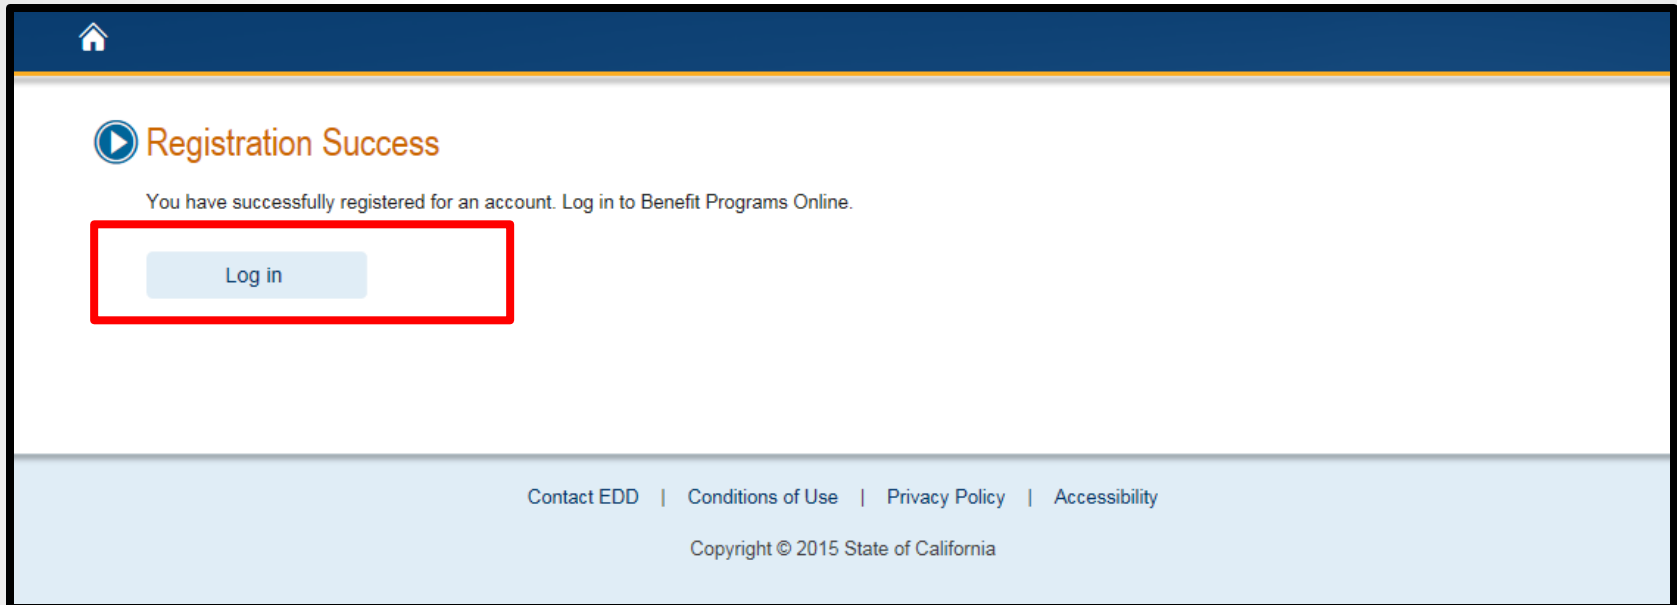 Registration Success
You have successfully registered for an account. Log in to Benefit Programs Online.
Log in
Contact EDD | Conditions of Use | Privacy Policy | Accessibility
Copyright © 2015 State of California